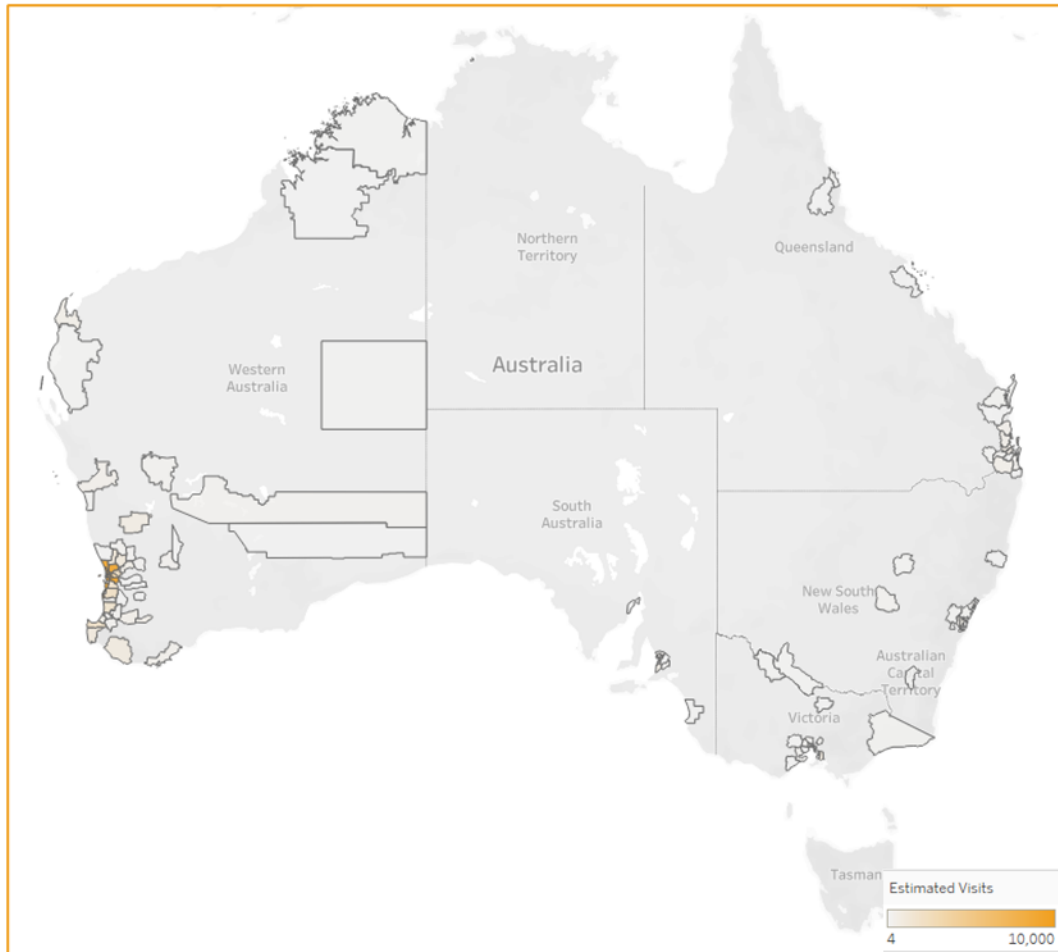 Northern
Territory
Queensland
Australia
Western
Australia
South
Australia
New South
Wales
Australian
Capital
Territory
Victoria
Tasman
Estimated Visits
4
10,000